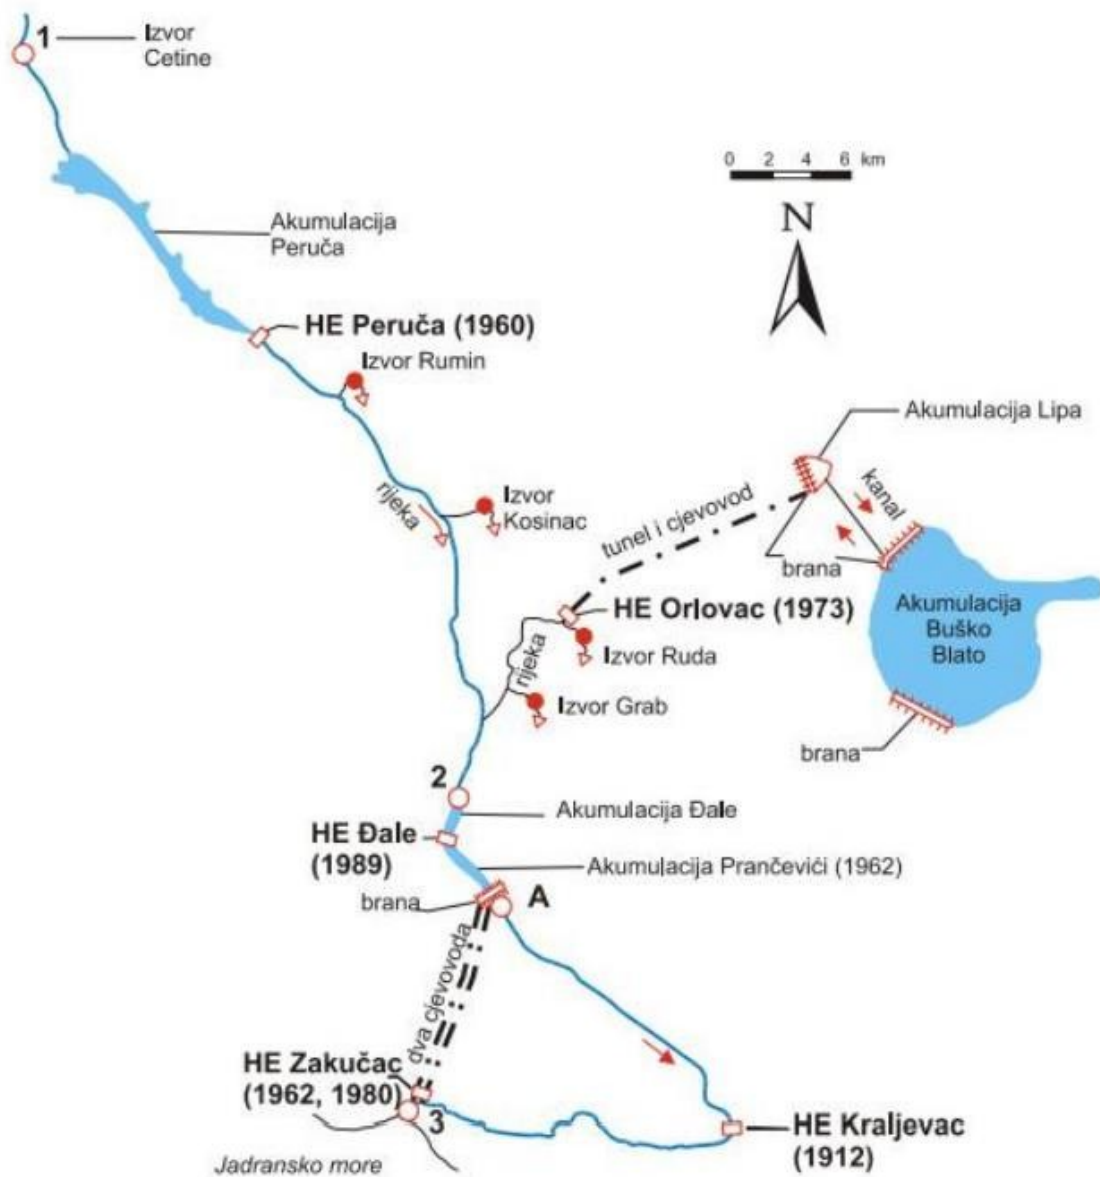 1
Izvor
Cetine
0 2 4 6 km
N
Akumulacija
Peruča
HE Peruča (1960)
Izvor Rumin
Akumulacija Lipa
rijeka
Izvor
Kosinac
tunel i cjevovod
kanal
brana
HE Orlovac (1973)
Akumulacija
Buško
Blato
rijeka
Izvor Ruda
Izvor Grab
brana
2
Akumulacija Đale
HE Đale
(1989)
Akumulacija Prančevići (1962)
brana
A
dva cjevovoda
HE Zakučac
(1962, 1980)
3
HE Kraljevac
(1912)
Jadransko more